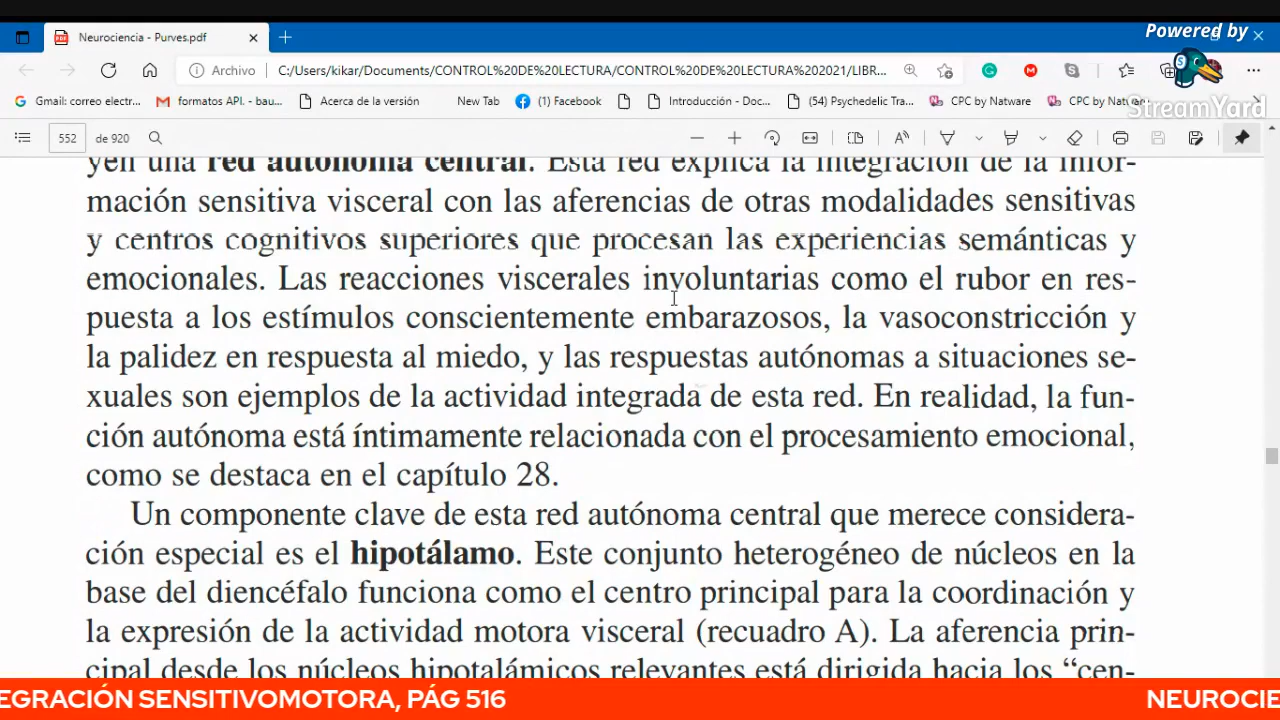 Powered by
Neurociencia - Purves.pdf
Archivo C:/Users/kikar/Documents/CONTROL%20DE%20LECTURA/CONTROL%20DE%20LECTURA%202021/LIBR...
StreamYard
Gmail: correo electr... formatos API. - bau... Acerca de la versión New Tab (1) Facebook Introducción - Doc... (54) Psychedelic Tra... CPC by Natware CPC by Natware
552 de 920
yen una red autónoma central. Esta red explica la integración de la infor-
mación sensitiva visceral con las aferencias de otras modalidades sensitivas
y centros cognitivos superiores que procesan las experiencias semánticas y
emocionales. Las reacciones viscerales involuntarias como el rubor en res-
puesta a los estímulos conscientemente embarazosos, la vasoconstricción y
la palidez en respuesta al miedo, y las respuestas autónomas a situaciones se-
xuales son ejemplos de la actividad integrada de esta red. En realidad, la fun-
ción autónoma está íntimamente relacionada con el procesamiento emocional,
como se destaca en el capítulo 28.
Un componente clave de esta red autónoma central que merece considera-
ción especial es el hipotálamo. Este conjunto heterogéneo de núcleos en la
base del diencéfalo funciona como el centro principal para la coordinación y
la expresión de la actividad motora visceral (recuadro A). La aferencia prin-
cipal desde los núcleos hipotalámicos relevantes está dirigida hacia los “cen-
EGRACIÓN SENSITIVOMOTORA, PÁG 516 NEUROCIE